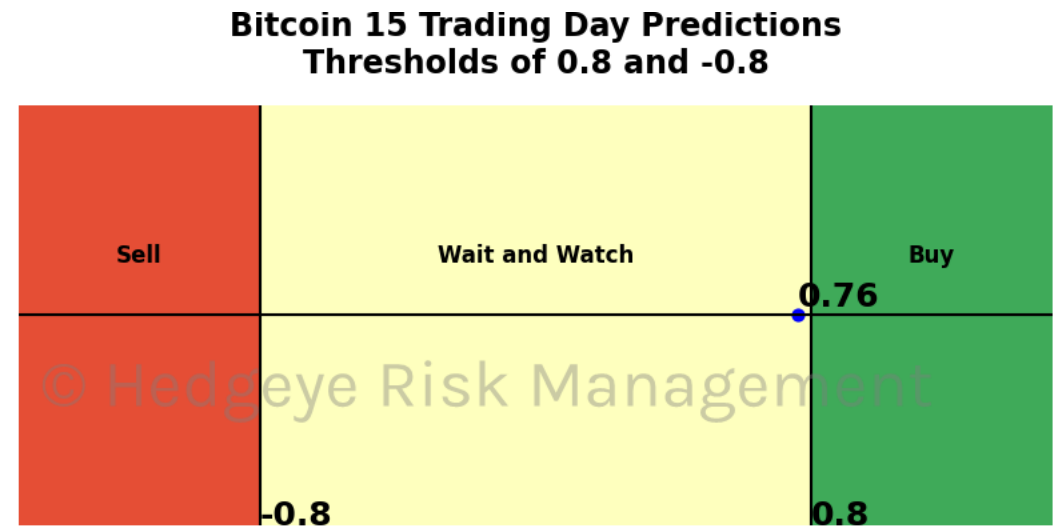 Bitcoin 15 Trading Day Predictions
Thresholds of 0.8 and -0.8
Sell
Wait and Watch
Buy
0.76
© Hedgeye Risk Management
-0.8
0.8